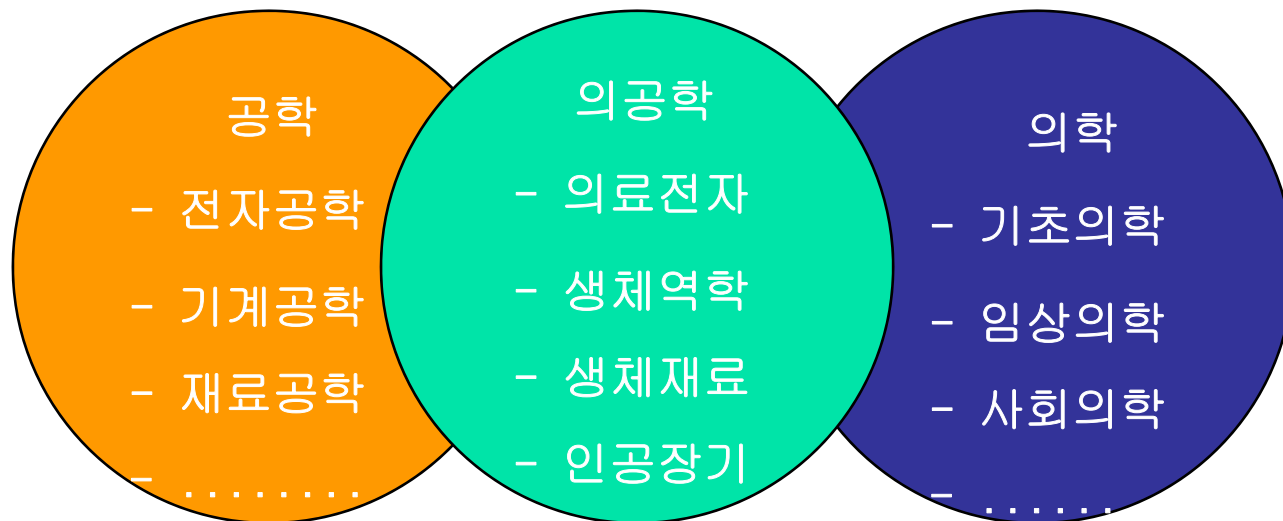 공학
- 전자공학
- 기계공학
- 재료공학
- ........
의공학
- 의료전자
- 생체역학
- 생체재료
- 인공장기
의학
- 기초의학
- 임상의학
- 사회의학
- ......